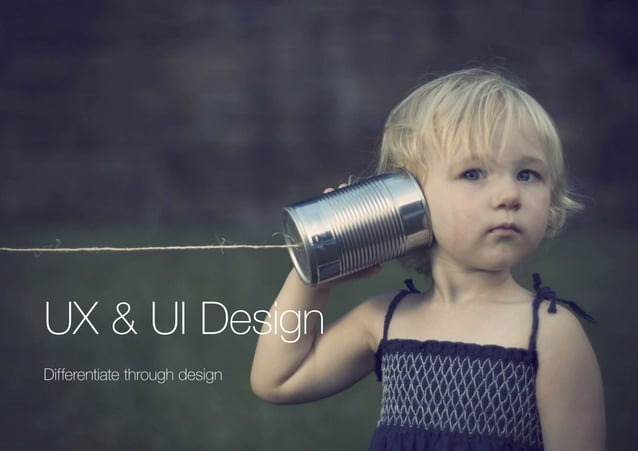 UX & UI Design
Differentiate through design